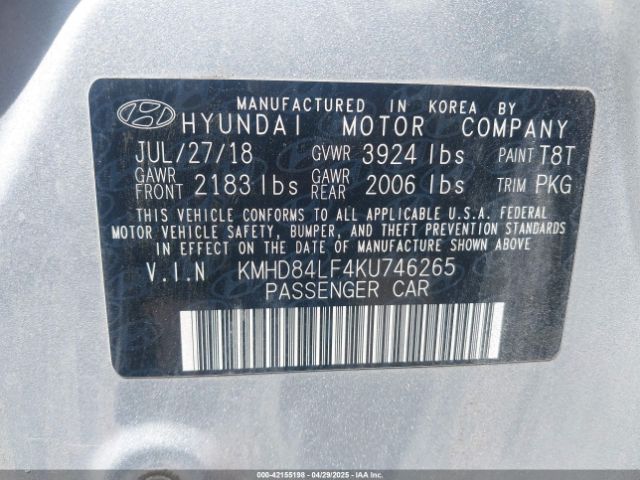 MANUFACTURED IN KOREA BY
HYUNDAI MOTOR COMPANY
JUL/27/18 GVWR 3924 lbs PAINT T8T
GAWR FRONT 2183 lbs GAWR REAR 2006 lbs TRIM PKG
THIS VEHICLE CONFORMS TO ALL APPLICABLE U.S.A. FEDERAL
MOTOR VEHICLE SAFETY, BUMPER, AND THEFT PREVENTION STANDARDS
IN EFFECT ON THE DATE OF MANUFACTURE SHOWN ABOVE
V.I.N KMHD84LF4KU746265
PASSENGER CAR
000-42155198 - 04/29/2025 - IAAI.COM